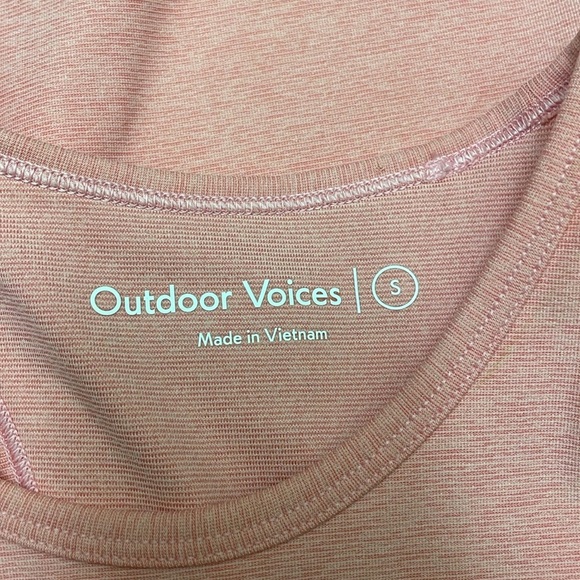 Outdoor Voices | S
Made in Vietnam